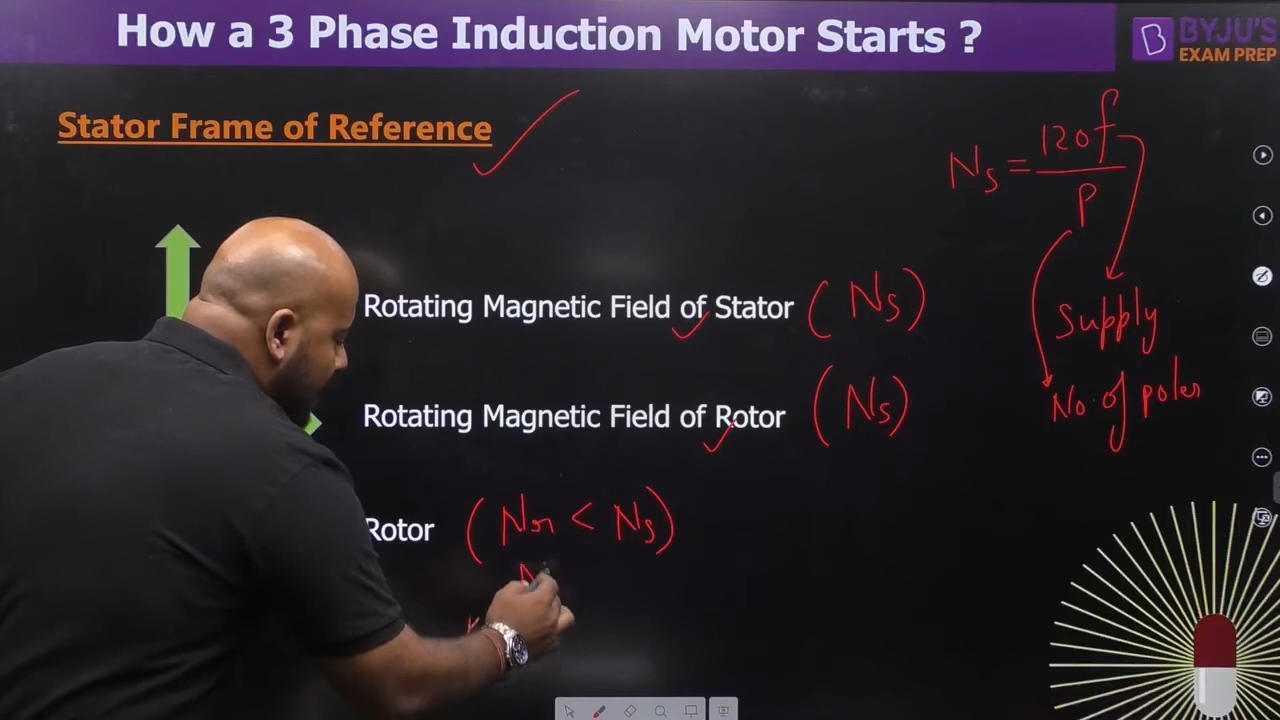 How a 3 Phase Induction Motor Starts ?
BYJU'S
EXAM PREP
Stator Frame of Reference
Ns = 120f
P
Rotating Magnetic Field of Stator (Ns)
Supply
Rotating Magnetic Field of Rotor (Ns)
No. of poles
Rotor (Nr < Ns)